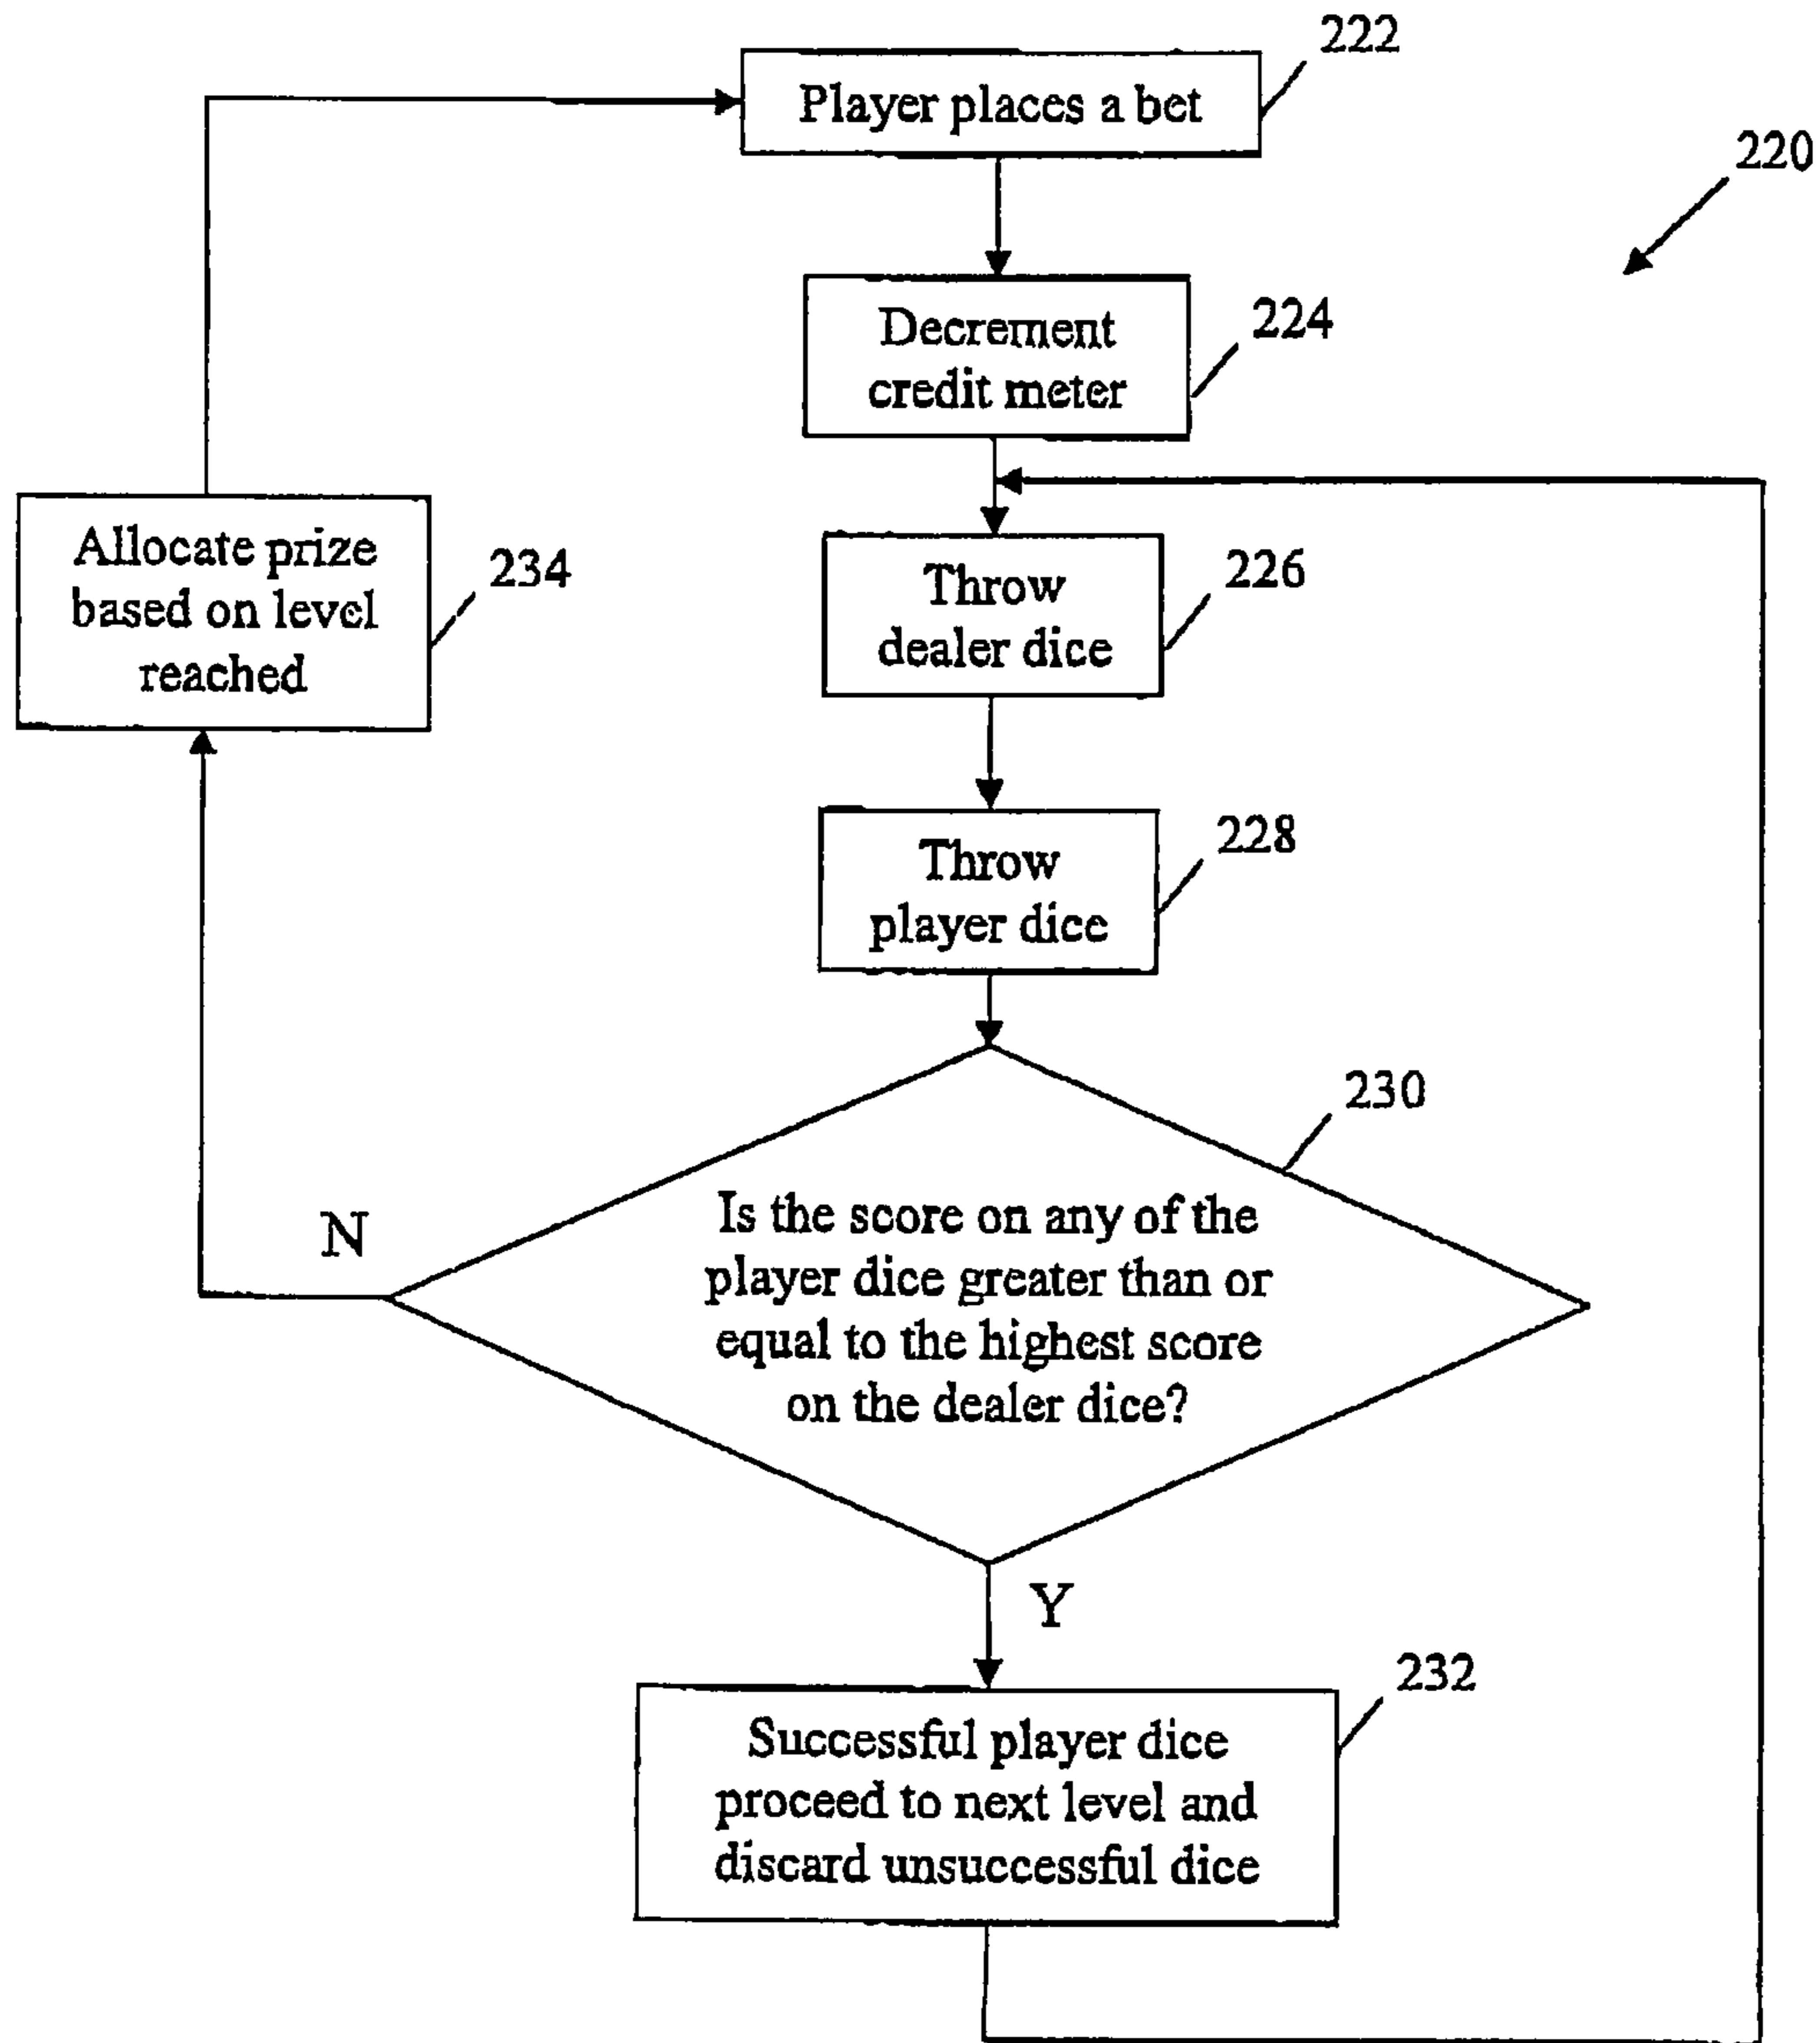 222
Player places a bet
220
Decrement
credit meter
224
Allocate prize
based on level
reached
234
Throw
dealer dice
226
Throw
player dice
228
230
Is the score on any of the
player dice greater than or
equal to the highest score
on the dealer dice?
N
Y
232
Successful player dice
proceed to next level and
discard unsuccessful dice